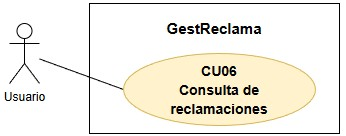 GestReclama
CU06
Consulta de
reclamaciones
Usuario